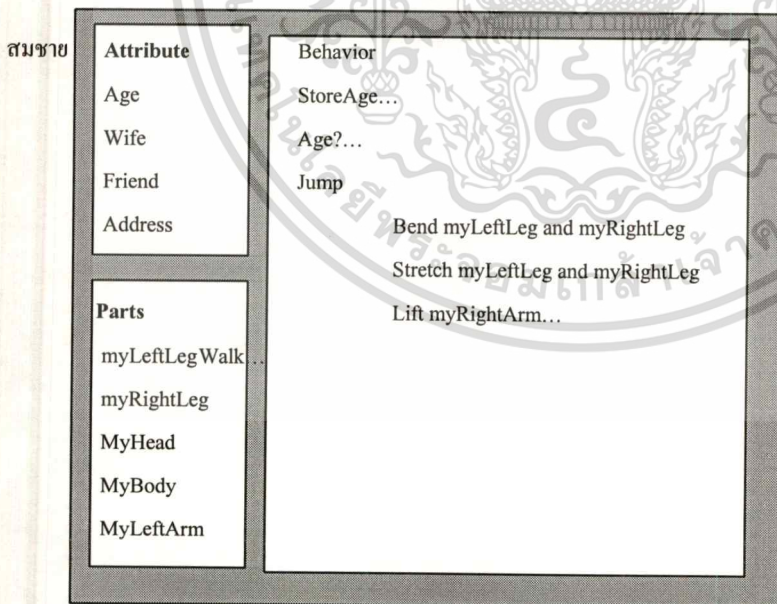 สมชาย
Attribute
Age
Wife
Friend
Address
Parts
myLeftLegWalk...
myRightLeg
MyHead
MyBody
MyLeftArm
Behavior
StoreAge...
Age?...
Jump
Bend myLeftLeg and myRightLeg
Stretch myLeftLeg and myRightLeg
Lift myRightArm...